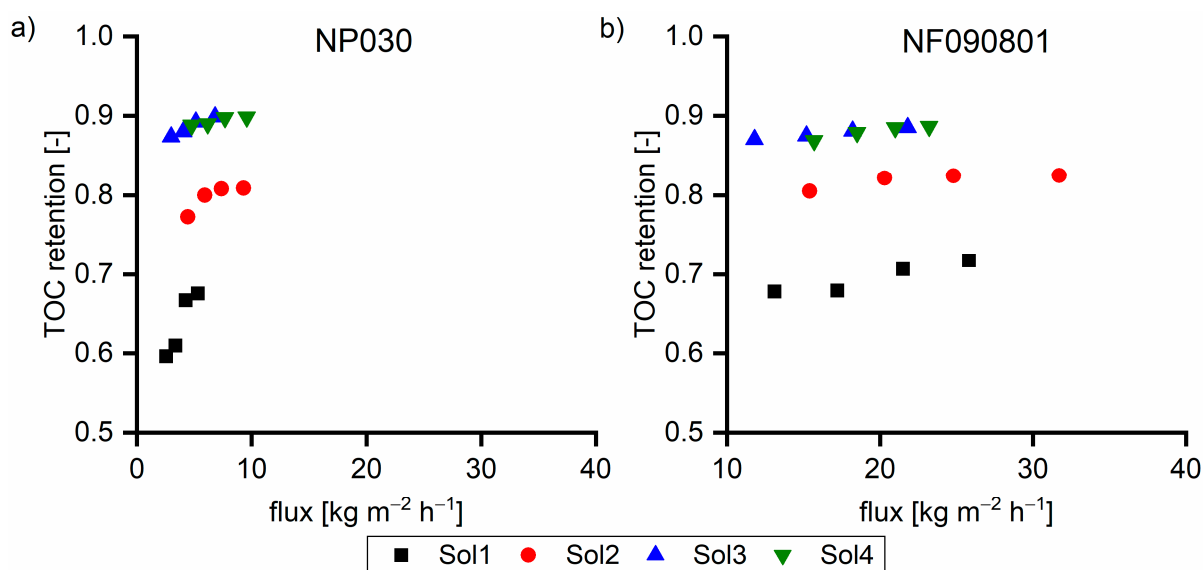 a)
NP030
TOC retention [-]
1.0
0.9
0.8
0.7
0.6
0.5
0
10
20
30
40
flux [kg m⁻² h⁻¹]
b)
NF090801
TOC retention [-]
1.0
0.9
0.8
0.7
0.6
0.5
10
20
30
40
flux [kg m⁻² h⁻¹]
Sol1 Sol2 Sol3 Sol4